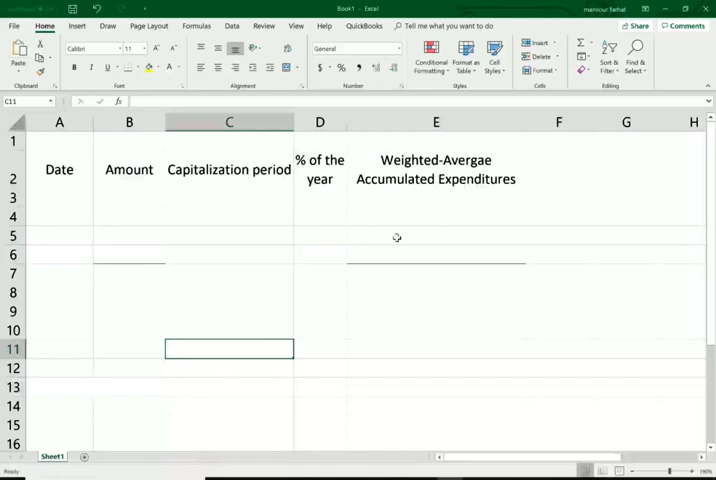 Book1 - Excel
mansour.farhat
File Home Insert Page Layout Formulas Data Review View Help QuickBooks Tell me what you want to do Share Comments
Paste
Calibri 11
B I U
General
$ % 9
Conditional Formatting
Format as Table
Cell Styles
Insert
Delete
Format
Sort & Filter
Find & Select
Clipboard Font Alignment Number Styles Cells Editing
C11 fx
A B C D E F G H
1
2
3
4
5
6
7
8
9
10
11
12
13
14
15
16
Date
Amount
Capitalization period
% of the
year
Weighted-Avergae
Accumulated Expenditures
Sheet1
Ready
190%